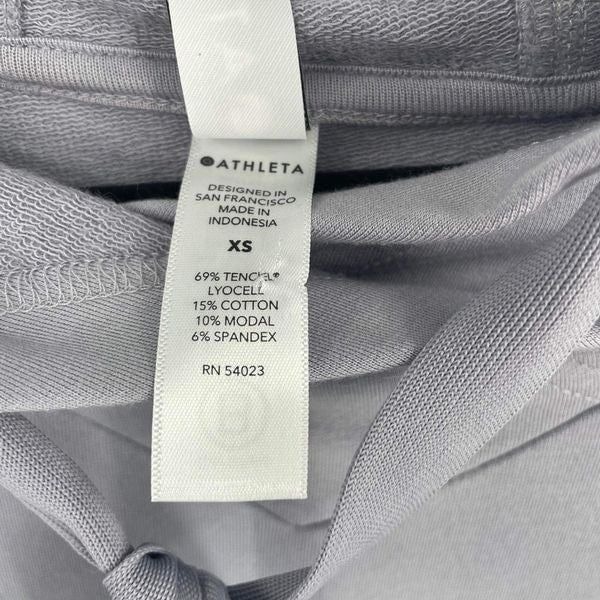 ATHLETA
DESIGNED IN
SAN FRANCISCO
MADE IN
INDONESIA
XS
69% TENCEL®
LYOCELL
15% COTTON
10% MODAL
6% SPANDEX
RN 54023